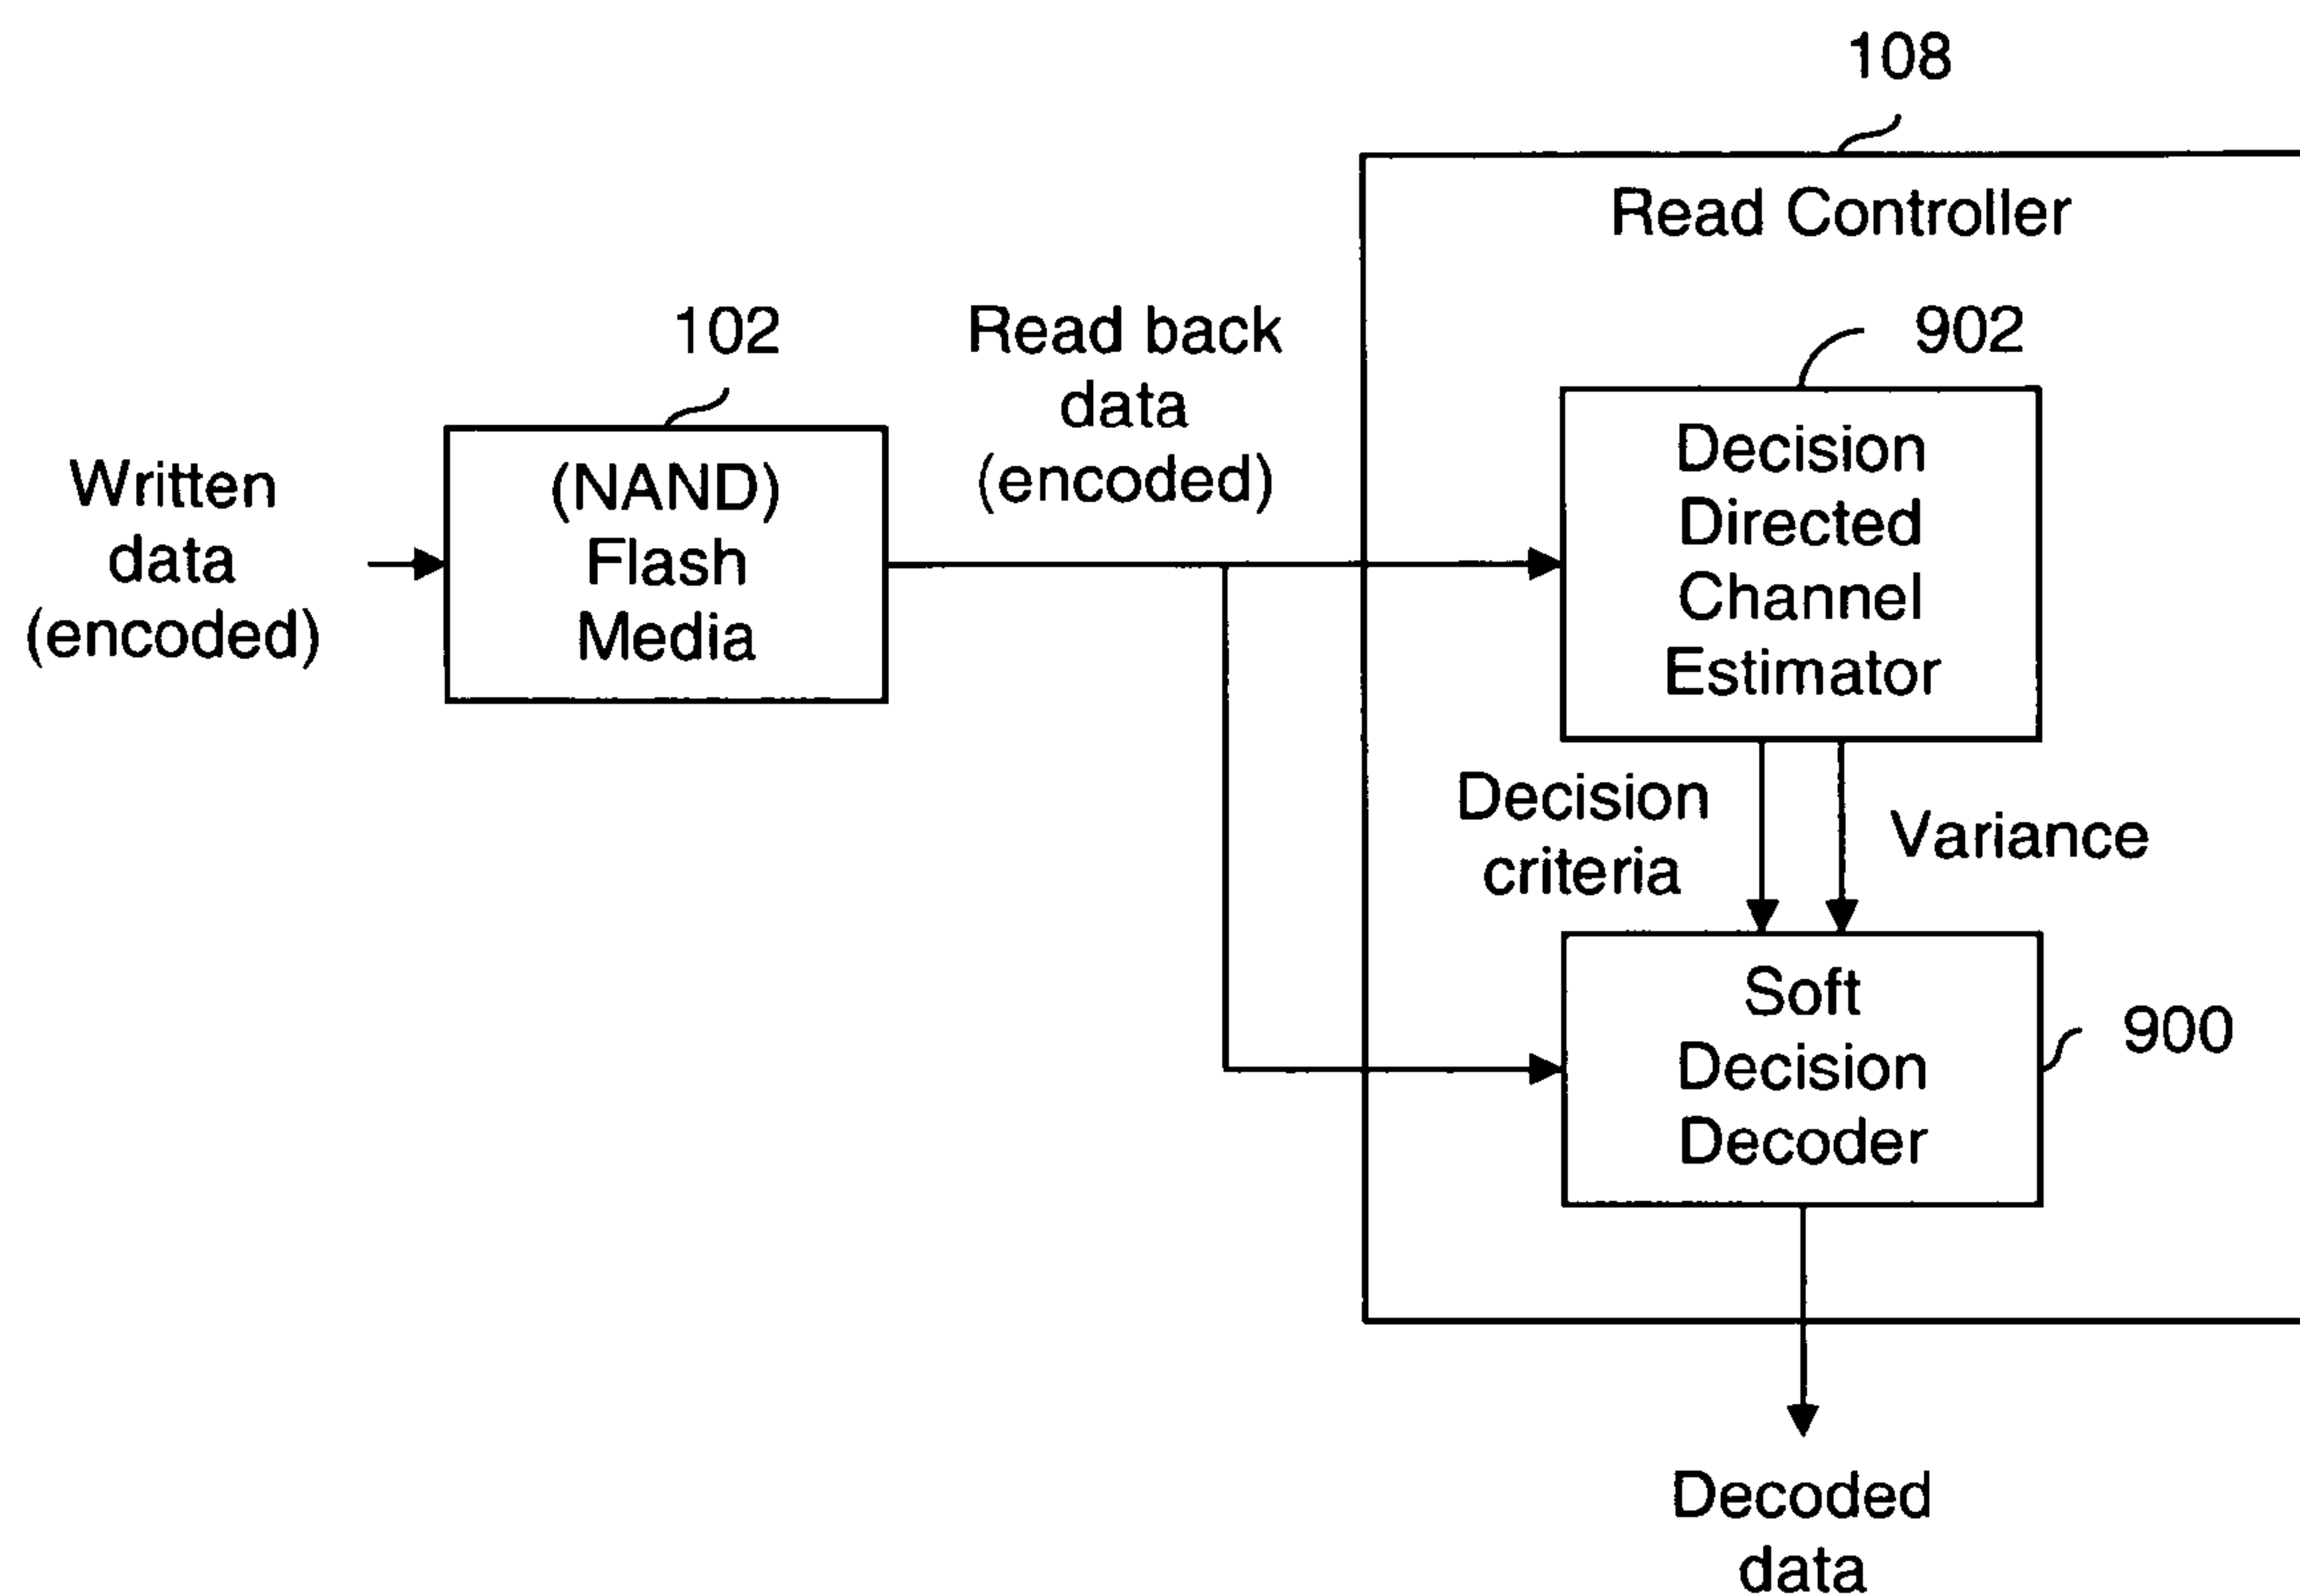 108
Read Controller
102
Read back
data
(encoded)
902
Written
data
(encoded)
(NAND)
Flash
Media
Decision
Directed
Channel
Estimator
Decision
criteria
Variance
Soft
Decision
Decoder
900
Decoded
data